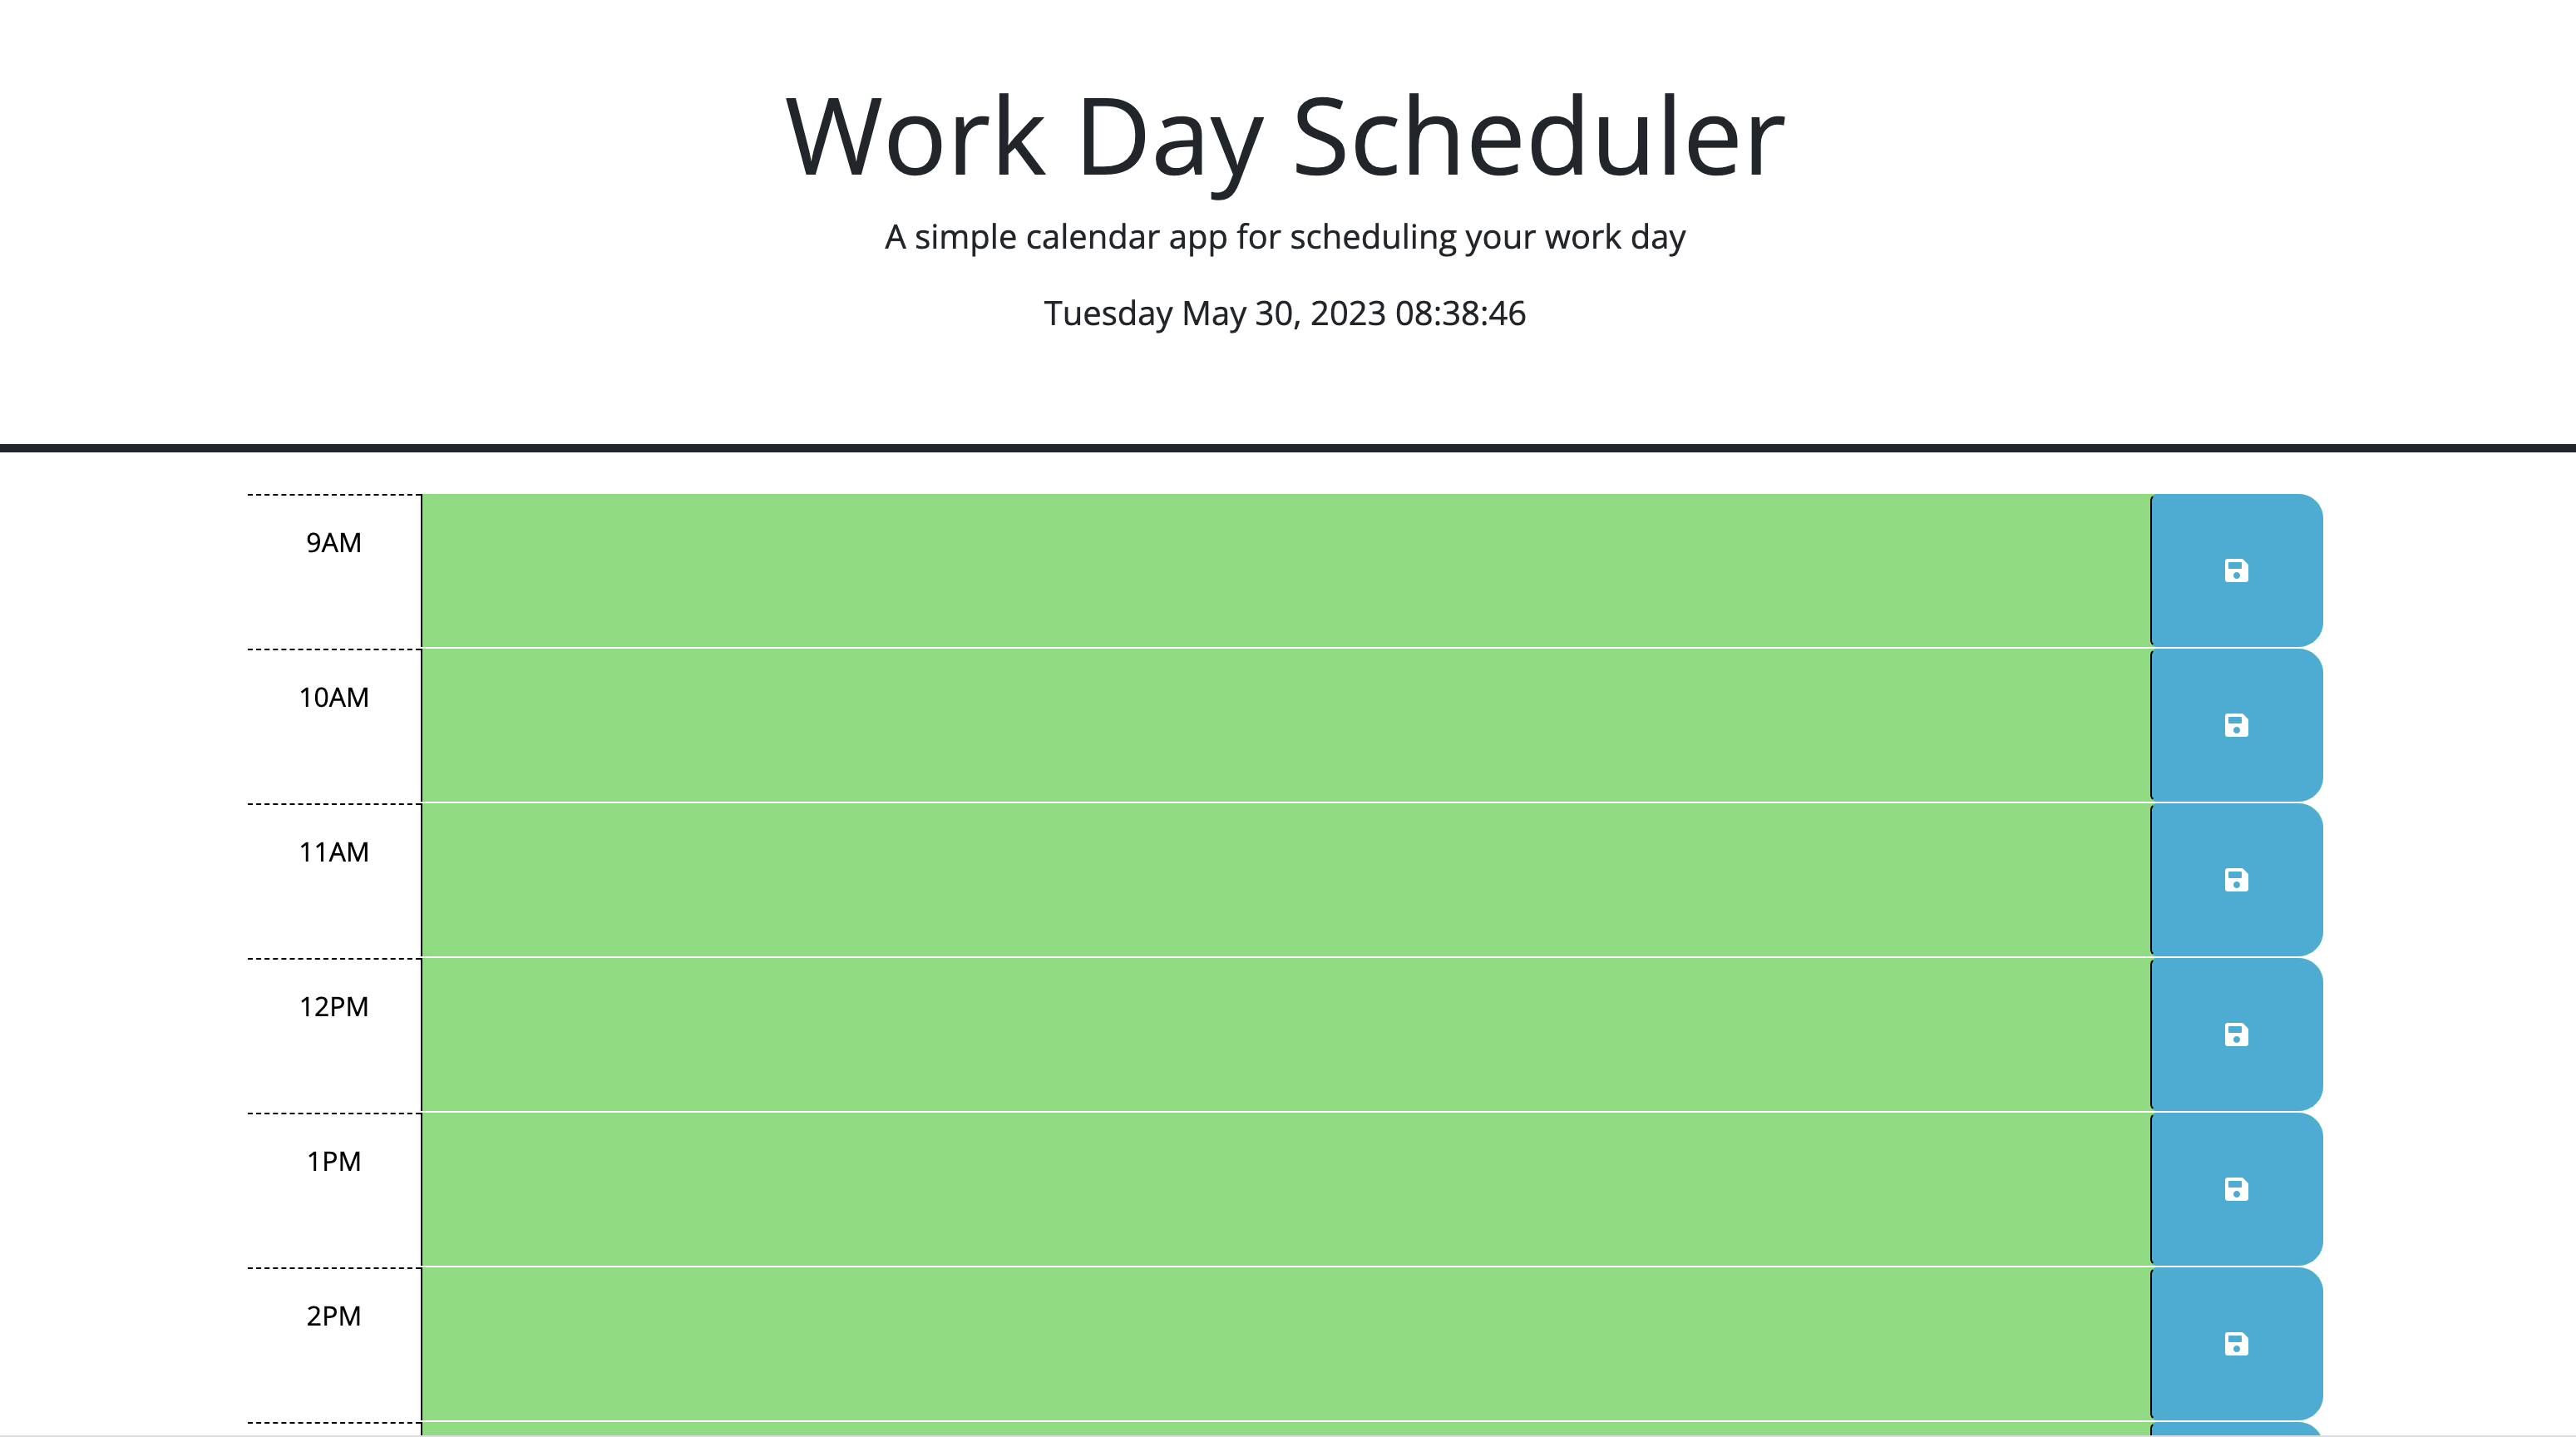 Work Day Scheduler
A simple calendar app for scheduling your work day
Tuesday May 30, 2023 08:38:46
9AM
10AM
11AM
12PM
1PM
2PM